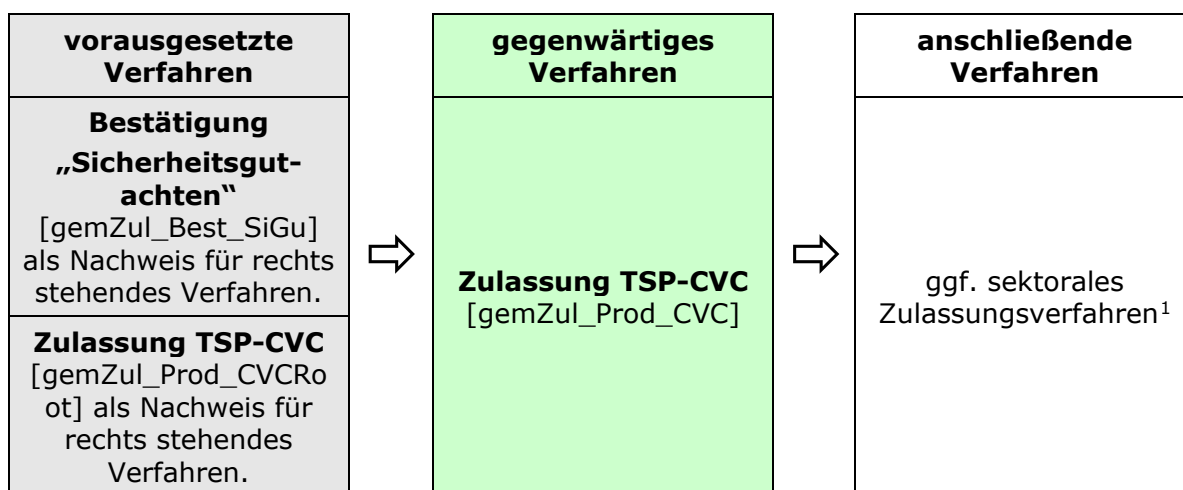 vorausgesetzte
Verfahren
Bestätigung
„Sicherheitsgut-
achten“
[gemZul_Best_SiGu]
als Nachweis für rechts
stehendes Verfahren.
Zulassung TSP-CVC
[gemZul_Prod_CVCRo
ot] als Nachweis für
rechts stehendes
Verfahren.
gegenwärtiges
Verfahren
Zulassung TSP-CVC
[gemZul_Prod_CVC]
anschließende
Verfahren
ggf. sektorales
Zulassungsverfahren¹